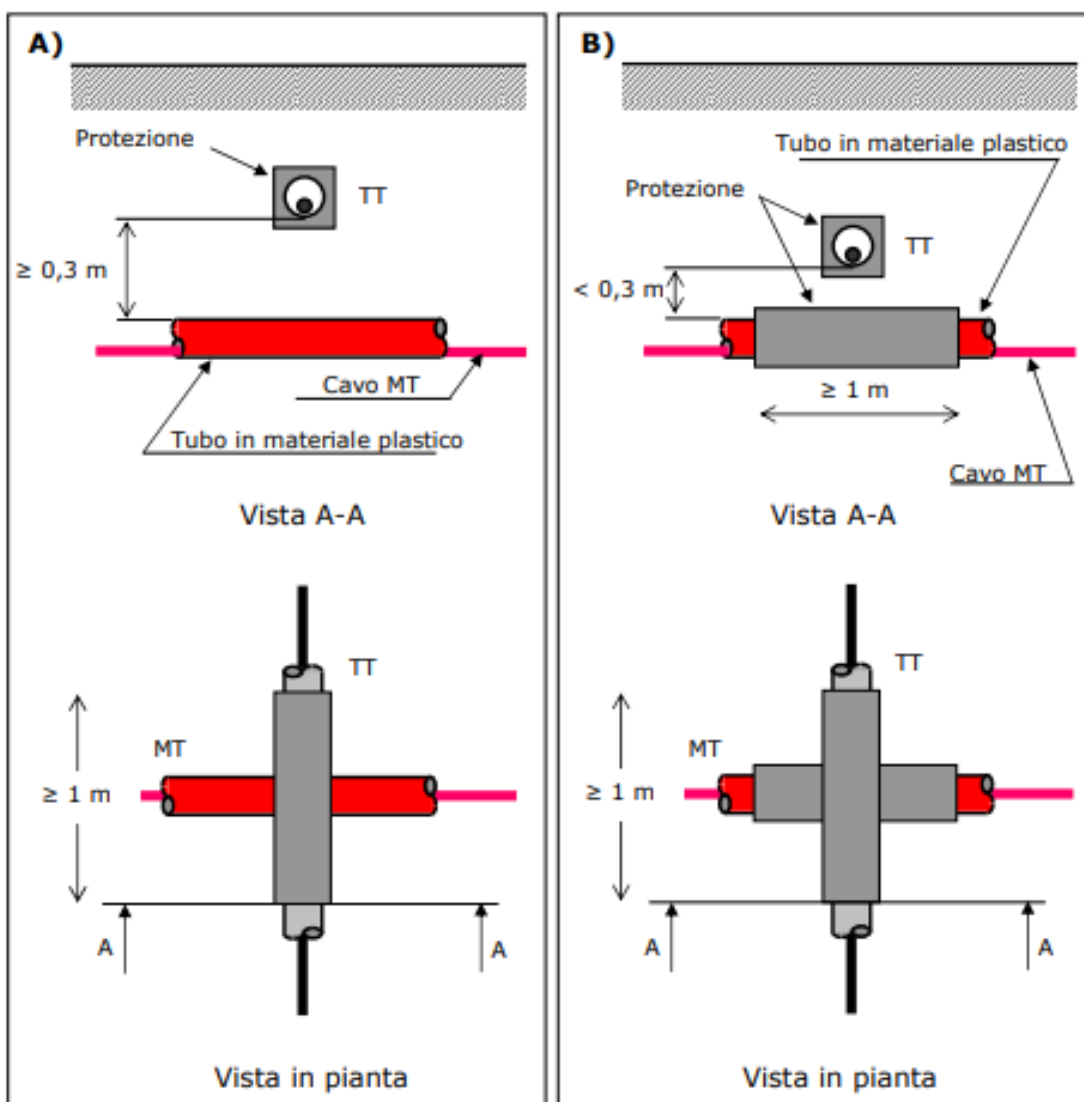 A)
Protezione
TT
≥ 0,3 m
Cavo MT
Tubo in materiale plastico
Vista A-A
TT
MT
≥ 1 m
A
A
Vista in pianta
B)
Tubo in materiale plastico
Protezione
TT
< 0,3 m
≥ 1 m
Cavo MT
Vista A-A
TT
MT
≥ 1 m
A
A
Vista in pianta